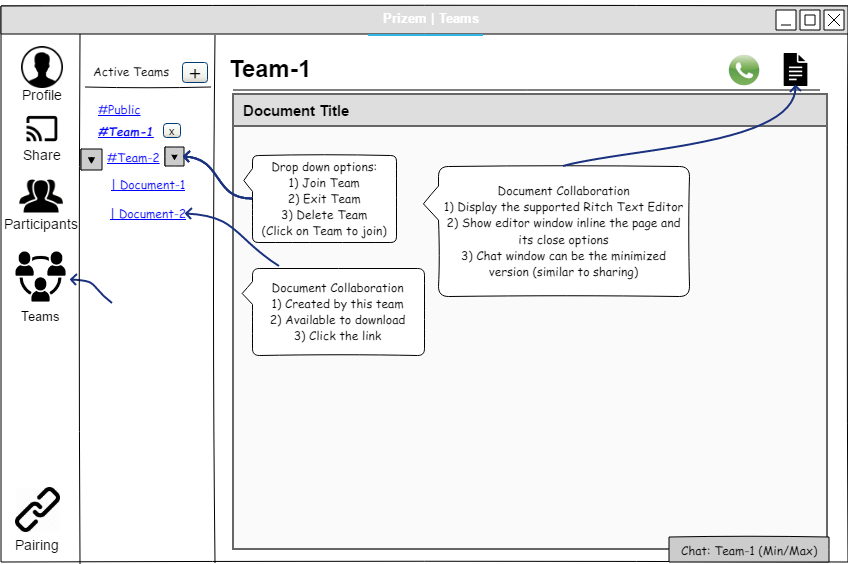 Prizem | Teams
Profile
Share
Participants
Teams
Pairing
Active Teams +
#Public
#Team-1 x
#Team-2
| Document-1
| Document-2
Team-1
Document Title
Drop down options:
1) Join Team
2) Exit Team
3) Delete Team
(Click on Team to join)
Document Collaboration
1) Created by this team
2) Available to download
3) Click the link
Document Collaboration
1) Display the supported Ritch Text Editor
2) Show editor window inline the page and
its close options
3) Chat window can be the minimized
version (similar to sharing)
Chat: Team-1 (Min/Max)